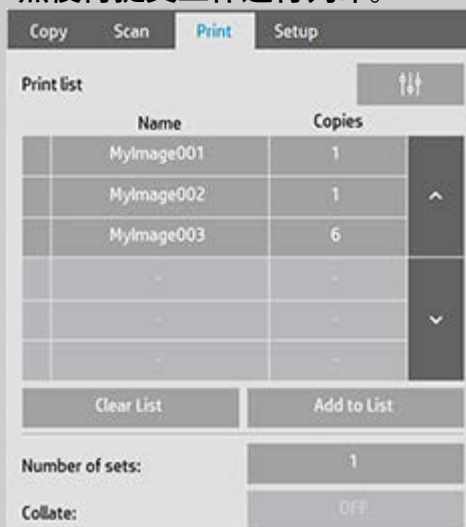 Copy Scan Print Setup
Print list
Name Copies
MyImage001 1
MyImage002 1
MyImage003 6
- -
- -
- -
Clear List Add to List
Number of sets: 1
Collate: OFF